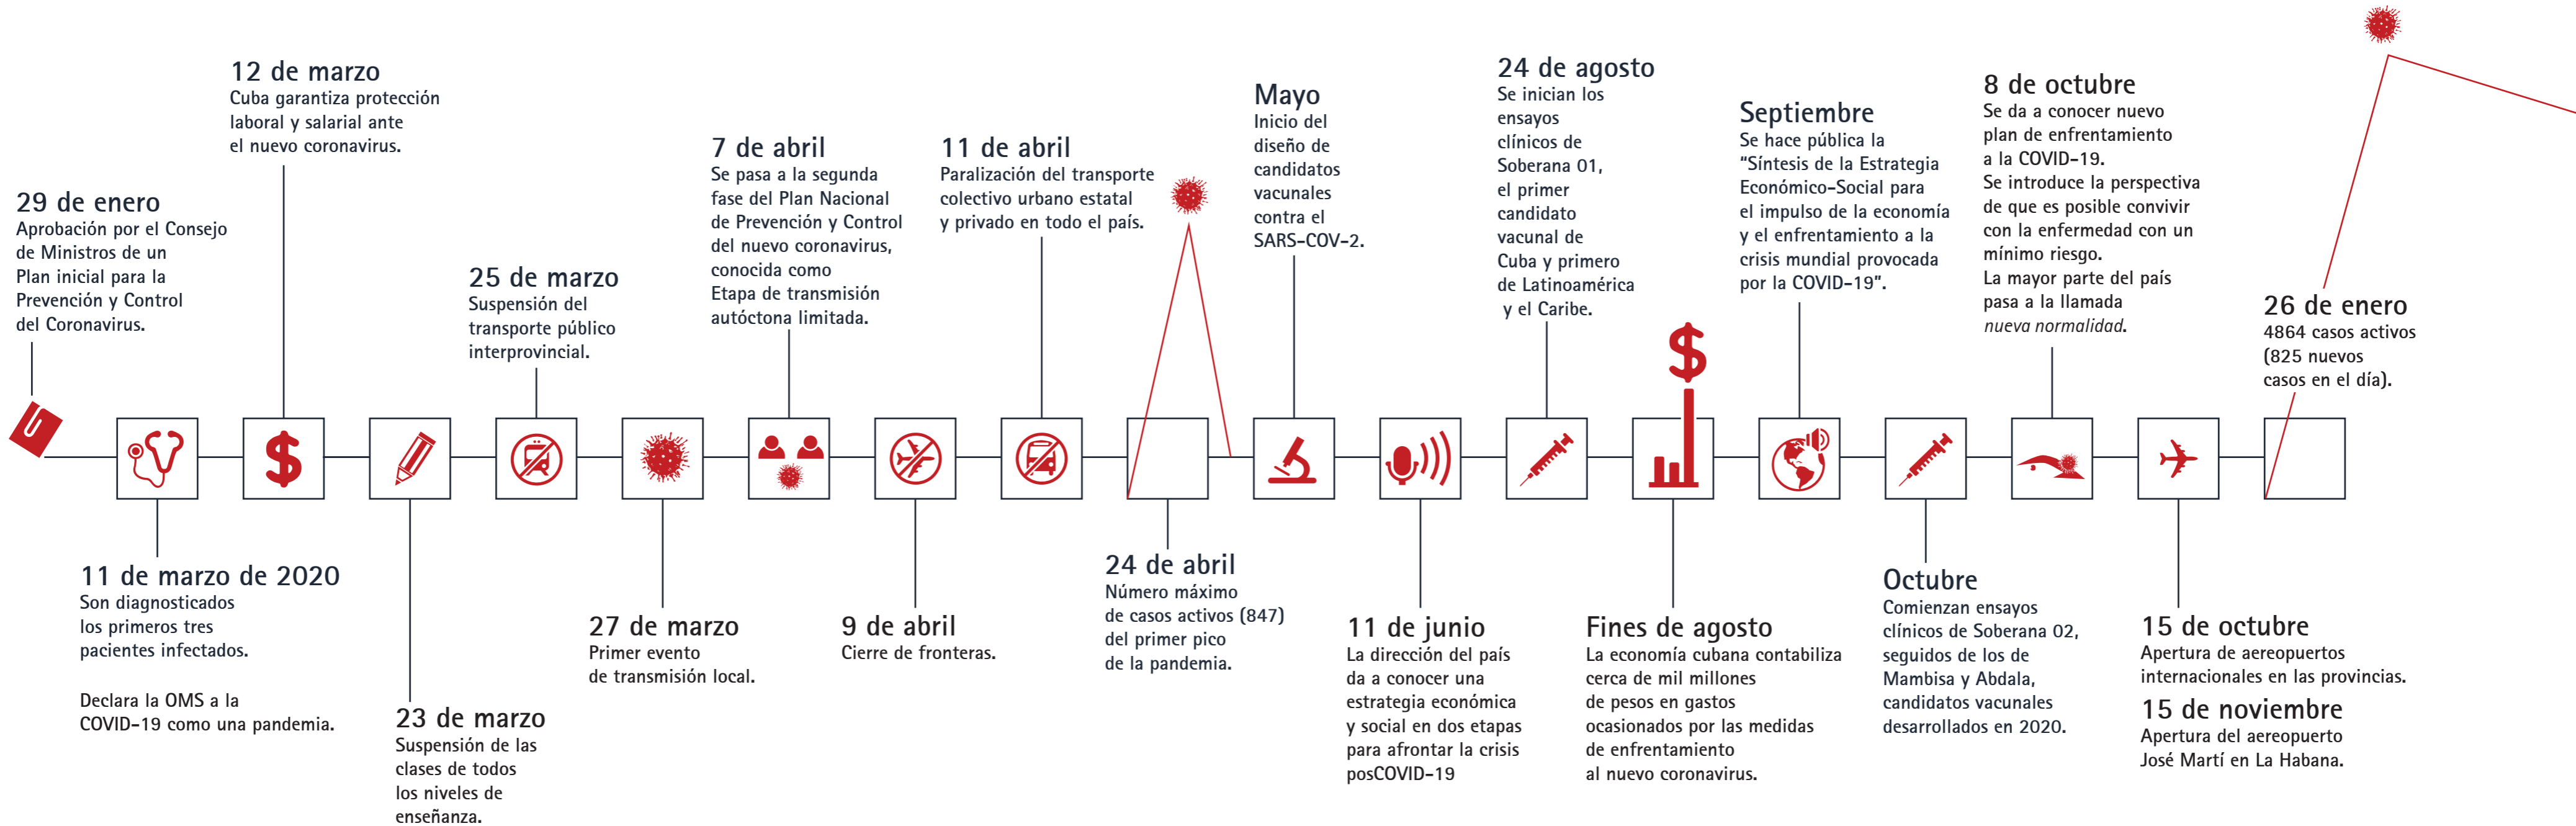 29 de enero
Aprobación por el Consejo
de Ministros de un
Plan inicial para la
Prevención y Control
del Coronavirus.
11 de marzo de 2020
Son diagnosticados
los primeros tres
pacientes infectados.
Declara la OMS a la
COVID-19 como una pandemia.
12 de marzo
Cuba garantiza protección
laboral y salarial ante
el nuevo coronavirus.
23 de marzo
Suspensión de las
clases de todos
los niveles de
enseñanza.
25 de marzo
Suspensión del
transporte público
interprovincial.
27 de marzo
Primer evento
de transmisión local.
7 de abril
Se pasa a la segunda
fase del Plan Nacional
de Prevención y Control
del nuevo coronavirus,
conocida como
Etapa de transmisión
autóctona limitada.
9 de abril
Cierre de fronteras.
11 de abril
Paralización del transporte
colectivo urbano estatal
y privado en todo el país.
24 de abril
Número máximo
de casos activos (847)
del primer pico
de la pandemia.
Mayo
Inicio del
diseño de
candidatos
vacunales
contra el
SARS-COV-2.
11 de junio
La dirección del país
da a conocer una
estrategia económica
y social en dos etapas
para afrontar la crisis
posCOVID-19
24 de agosto
Se inician los
ensayos
clínicos de
Soberana 01,
el primer
candidato
vacunal de
Cuba y primero
de Latinoamérica
y el Caribe.
Fines de agosto
La economía cubana contabiliza
cerca de mil millones
de pesos en gastos
ocasionados por las medidas
de enfrentamiento
al nuevo coronavirus.
Septiembre
Se hace pública la
“Síntesis de la Estrategia
Económico-Social para
el impulso de la economía
y el enfrentamiento a la
crisis mundial provocada
por la COVID-19”.
Octubre
Comienzan ensayos
clínicos de Soberana 02,
seguidos de los de
Mambisa y Abdala,
candidatos vacunales
desarrollados en 2020.
8 de octubre
Se da a conocer nuevo
plan de enfrentamiento
a la COVID-19.
Se introduce la perspectiva
de que es posible convivir
con la enfermedad con un
mínimo riesgo.
La mayor parte del país
pasa a la llamada
nueva normalidad.
15 de octubre
Apertura de aereopuertos
internacionales en las provincias.
15 de noviembre
Apertura del aereopuerto
José Martí en La Habana.
26 de enero
4864 casos activos
(825 nuevos
casos en el día).